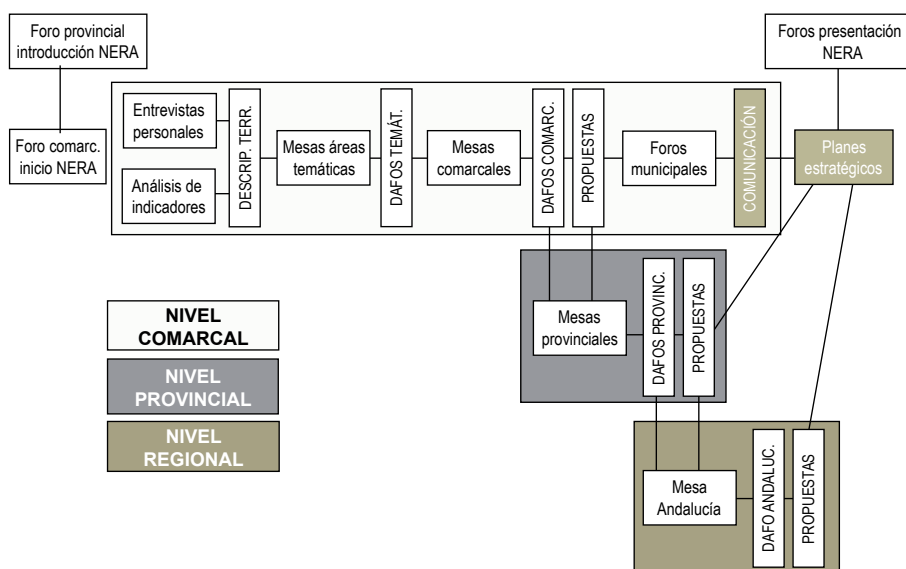 Foro provincial
introducción NERA
Foros presentación
NERA
Foro comarc.
inicio NERA
Entrevistas
personales
Análisis de
indicadores
DESCRIP. TERR.
Mesas áreas
temáticas
DAFOS TEMÁT.
Mesas
comarcales
DAFOS COMARC.
PROPUESTAS
Foros
municipales
COMUNICACIÓN
Planes
estratégicos
Mesas
provinciales
DAFOS PROVINC.
PROPUESTAS
NIVEL
COMARCAL
NIVEL
PROVINCIAL
NIVEL
REGIONAL
Mesa
Andalucía
DAFO ANDALUC.
PROPUESTAS